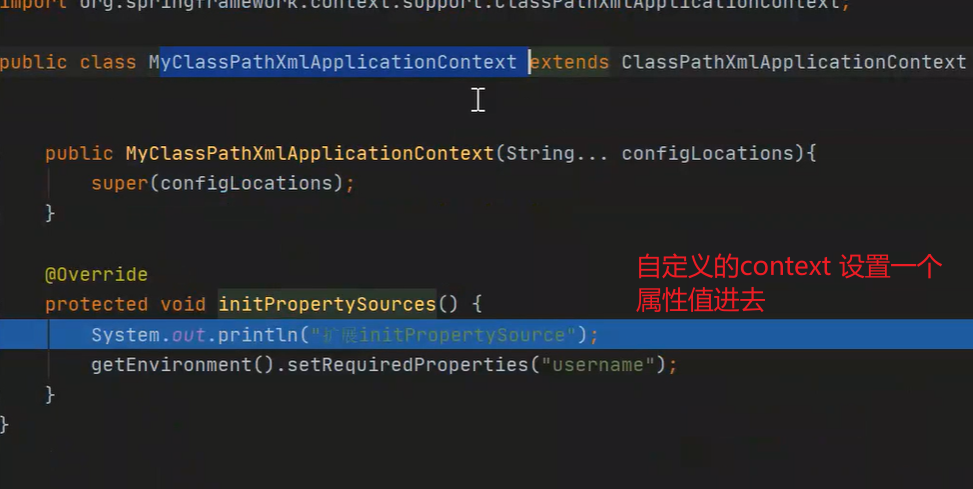 import org.springframework.context.support.ClassPathXmlApplicationContext;
public class MyClassPathXmlApplicationContext extends ClassPathXmlApplicationContext
public MyClassPathXmlApplicationContext(String... configLocations){
super(configLocations);
}
@Override
protected void initPropertySources() {
System.out.println("扩展initPropertySource");
getEnvironment().setRequiredProperties("username");
}
}
自定义的context 设置一个
属性值进去